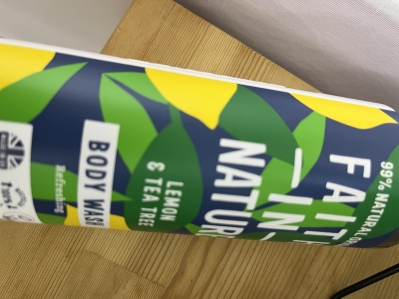 99% NATURAL
FAITH
—IN—
NATURE
LEMON
& TEA TREE
BODY WASH
Refreshing